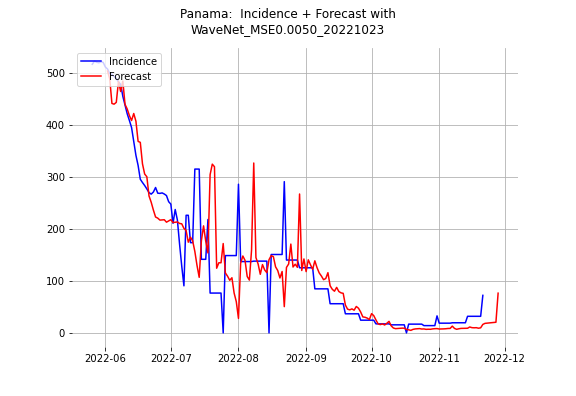 Panama:  Incidence + Forecast with
WaveNet_MSE0.0050_20221023
Incidence
Forecast
500
400
300
200
100
0
2022-06 2022-07 2022-08 2022-09 2022-10 2022-11 2022-12